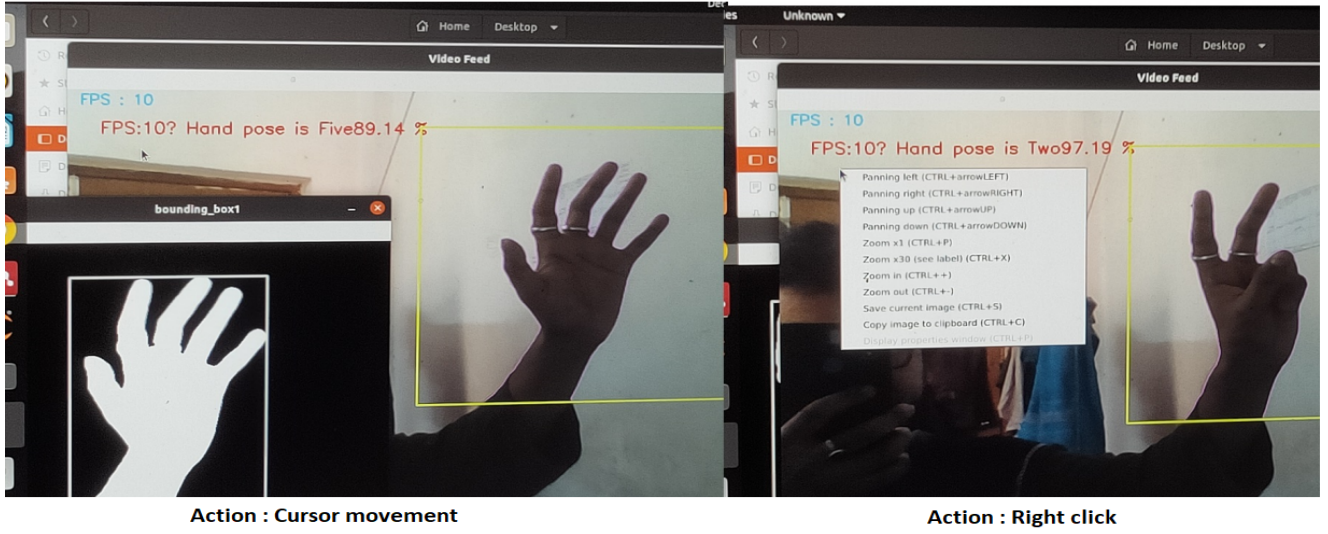 Home
Desktop
Video Feed
FPS : 10
FPS:10? Hand pose is Five89.14 %
bounding_box1
Action : Cursor movement
Unknown
Home
Desktop
Video Feed
FPS : 10
FPS:10? Hand pose is Two97.19 %
Panning left (CTRL+arrowLEFT)
Panning right (CTRL+arrowRIGHT)
Panning up (CTRL+arrowUP)
Panning down (CTRL+arrowDOWN)
Zoom x1 (CTRL+P)
Zoom x30 (see label) (CTRL+X)
Zoom in (CTRL++)
Zoom out (CTRL+-)
Save current image (CTRL+S)
Copy image to clipboard (CTRL+C)
Display properties window (CTRL+P)
Action : Right click